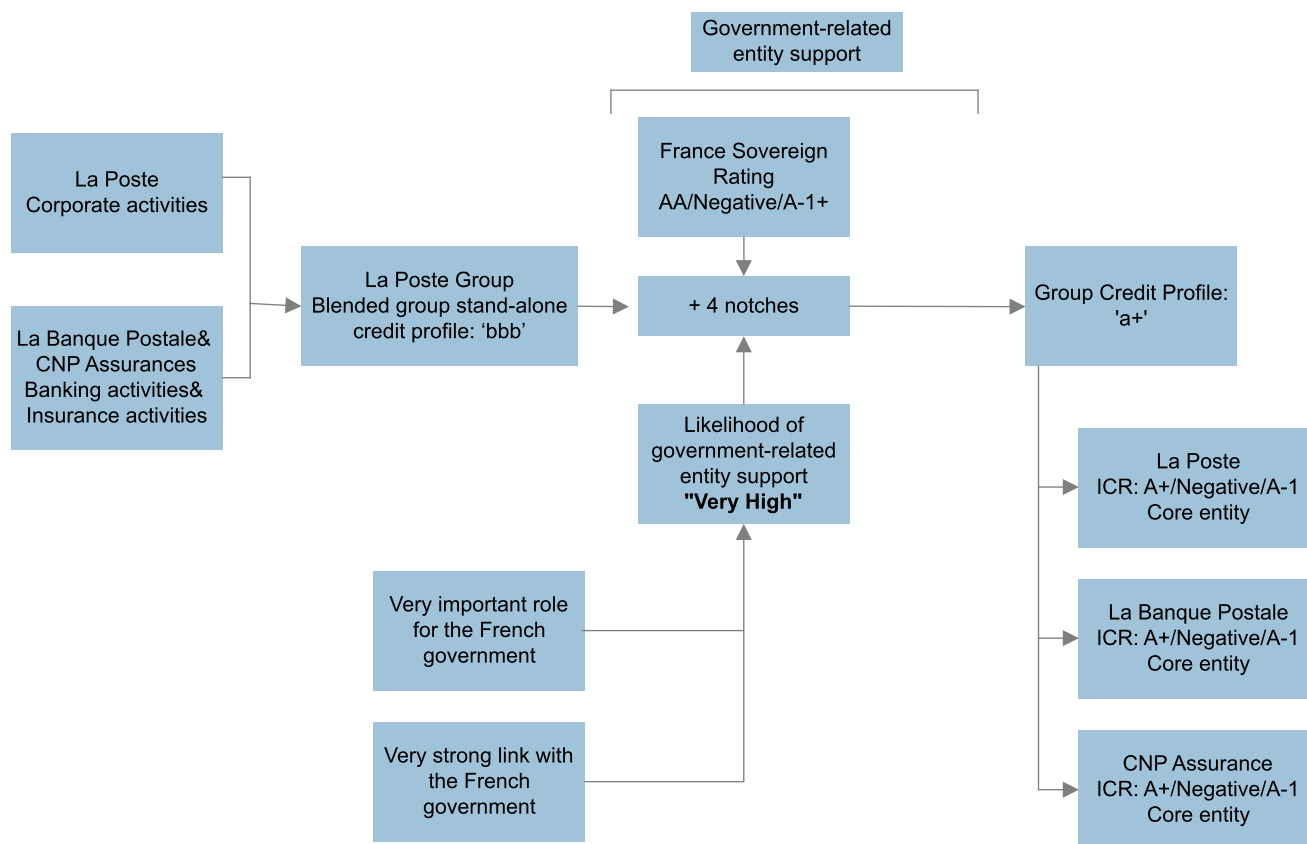 Government-related
entity support
France Sovereign
Rating
AA/Negative/A-1+
La Poste
Corporate activities
La Banque Postale&
CNP Assurances
Banking activities&
Insurance activities
La Poste Group
Blended group stand-alone
credit profile: ‘bbb’
+ 4 notches
Group Credit Profile:
'a+'
Likelihood of
government-related
entity support
"Very High"
Very important role
for the French
government
Very strong link with
the French
government
La Poste
ICR: A+/Negative/A-1
Core entity
La Banque Postale
ICR: A+/Negative/A-1
Core entity
CNP Assurance
ICR: A+/Negative/A-1
Core entity